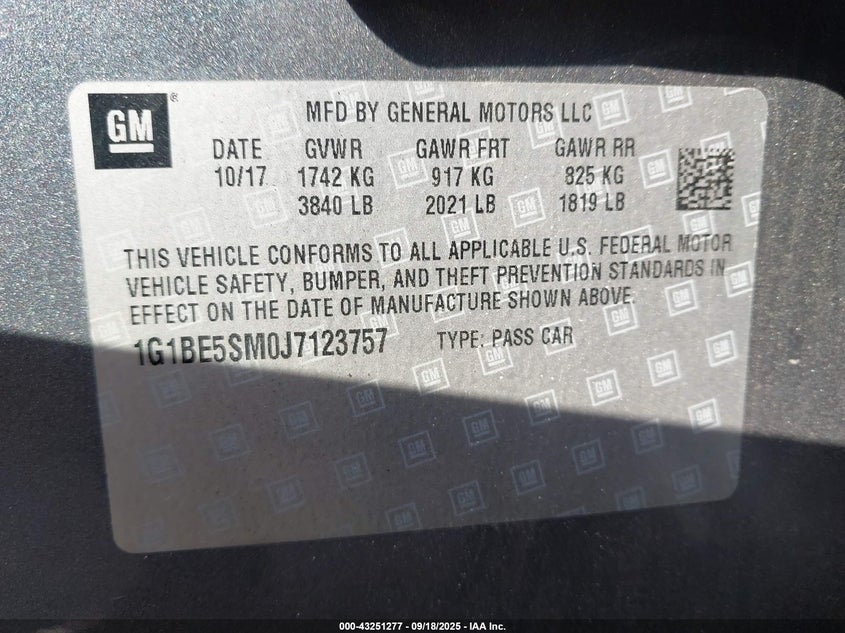 GM
®
MFD BY GENERAL MOTORS LLC
DATE GVWR GAWR FRT GAWR RR
10/17 1742 KG 917 KG 825 KG
3840 LB 2021 LB 1819 LB
THIS VEHICLE CONFORMS TO ALL APPLICABLE U.S. FEDERAL MOTOR
VEHICLE SAFETY, BUMPER, AND THEFT PREVENTION STANDARDS IN
EFFECT ON THE DATE OF MANUFACTURE SHOWN ABOVE.
1G1BE5SM0J7123757 TYPE: PASS CAR
000-43251277 - 09/18/2025 - IAA Inc.